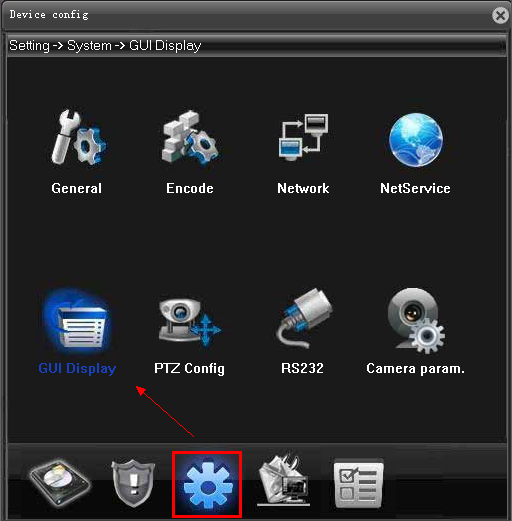 Device config
Setting -> System -> GUI Display
General
Encode
Network
NetService
GUI Display
PTZ Config
RS232
Camera param.